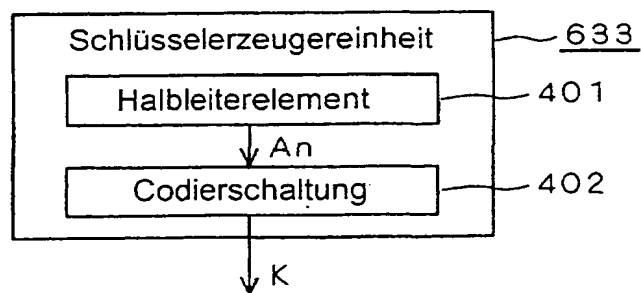 Schlüsselerzeugereinheit 633
Halbleiterelement 401
An
Codierschaltung 402
K